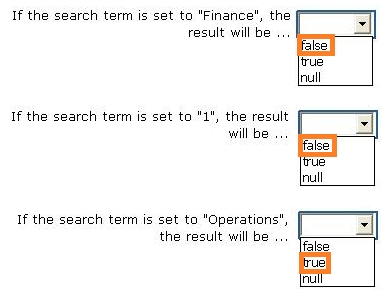 If the search term is set to "Finance", the
result will be ...
false
true
null
If the search term is set to "1", the result
will be ...
false
true
null
If the search term is set to "Operations",
the result will be ...
false
true
null